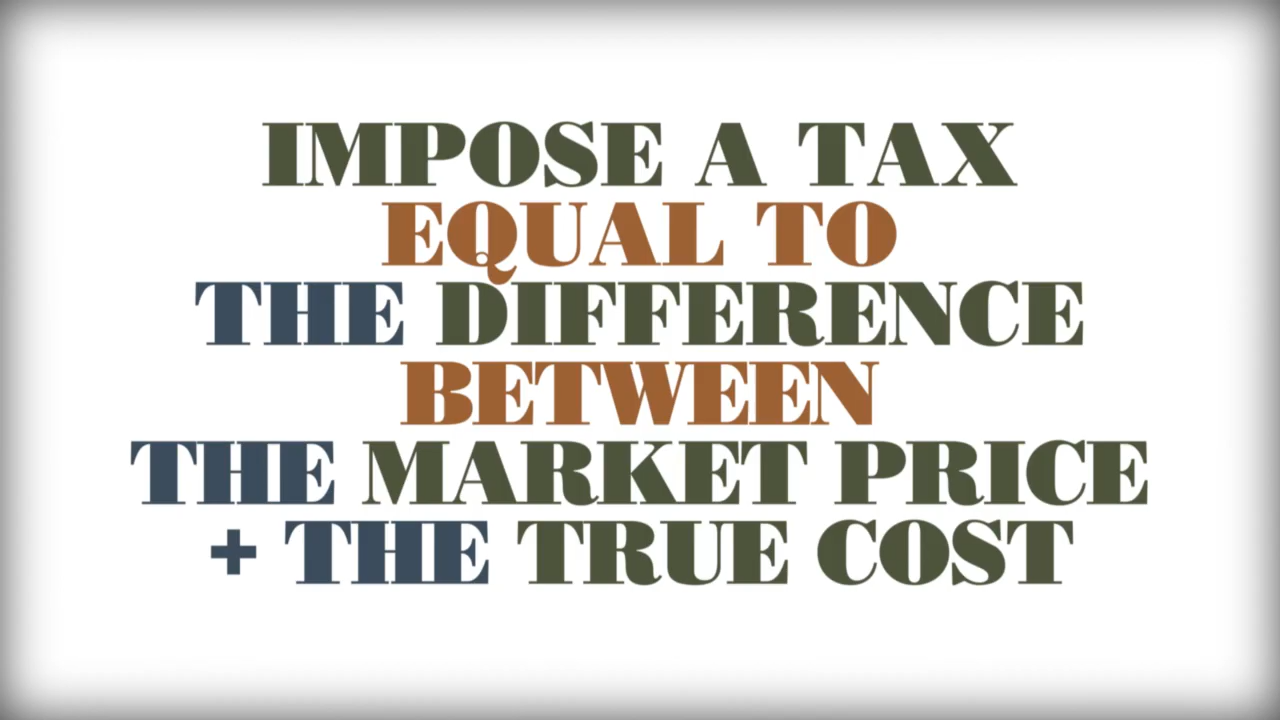 IMPOSE A TAX
EQUAL TO
THE DIFFERENCE
BETWEEN
THE MARKET PRICE
+ THE TRUE COST